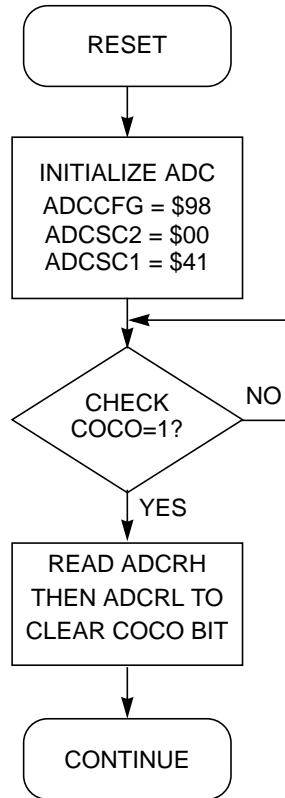 RESET
INITIALIZE ADC
ADCCFG = $98
ADCSC2 = $00
ADCSC1 = $41
CHECK
COCO=1?
NO
YES
READ ADCRH
THEN ADCRL TO
CLEAR COCO BIT
CONTINUE